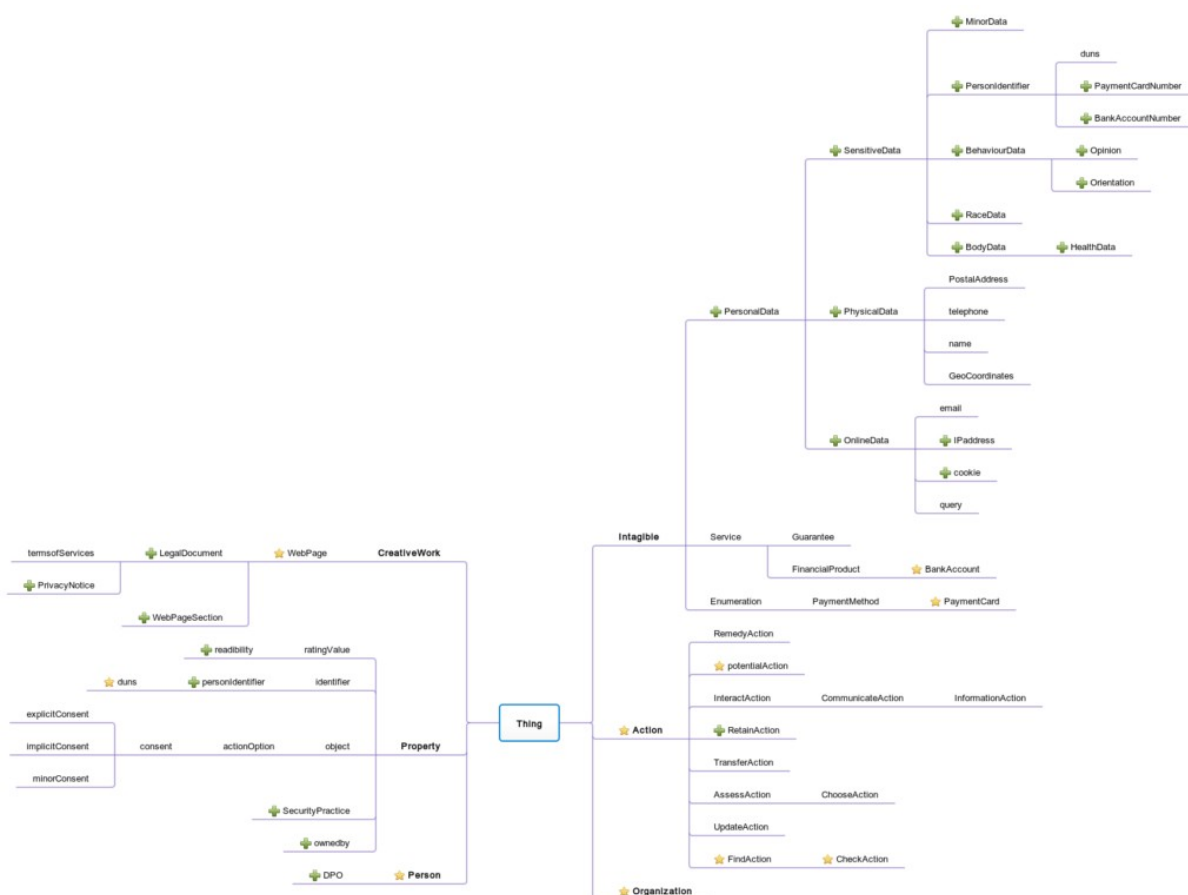 MinorData
duns
PersonIdentifier
PaymentCardNumber
BankAccountNumber
SensitiveData
BehaviourData
Opinion
Orientation
RaceData
BodyData
HealthData
PostalAddress
PersonalData
PhysicalData
telephone
name
GeoCoordinates
email
OnlineData
IPaddress
cookie
query
Intagible
Service
Guarantee
FinancialProduct
BankAccount
Enumeration
PaymentMethod
PaymentCard
termsofServices
LegalDocument
WebPage
CreativeWork
PrivacyNotice
WebPageSection
readibility
ratingValue
duns
personIdentifier
identifier
explicitConsent
implicitConsent
consent
actionOption
object
Property
minorConsent
SecurityPractice
ownedby
DPO
Person
Thing
RemedyAction
potentialAction
InteractAction
CommunicateAction
InformationAction
Action
RetainAction
TransferAction
AssessAction
ChooseAction
UpdateAction
FindAction
CheckAction
Organization